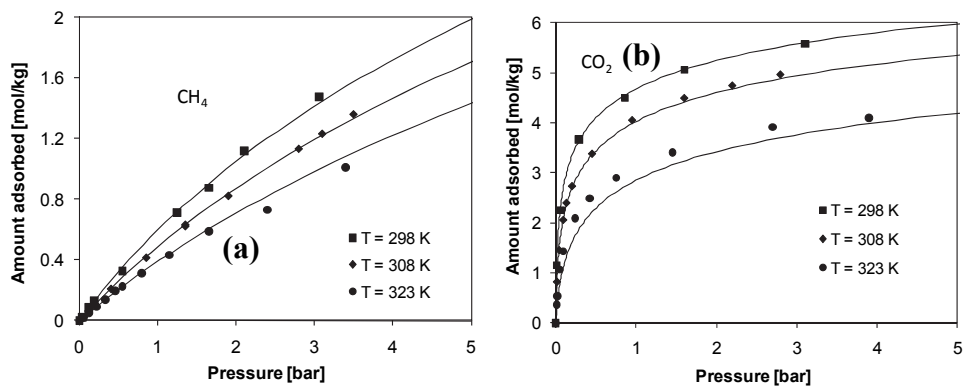 2
1.6
1.2
0.8
0.4
0
Amount adsorbed [mol/kg]
CH₄
(a)
T = 298 K
T = 308 K
T = 323 K
0 1 2 3 4 5
Pressure [bar]
6
5
4
3
2
1
0
Amount adsorbed [mol/kg]
CO₂
(b)
T = 298 K
T = 308 K
T = 323 K
0 1 2 3 4 5
Pressure [bar]